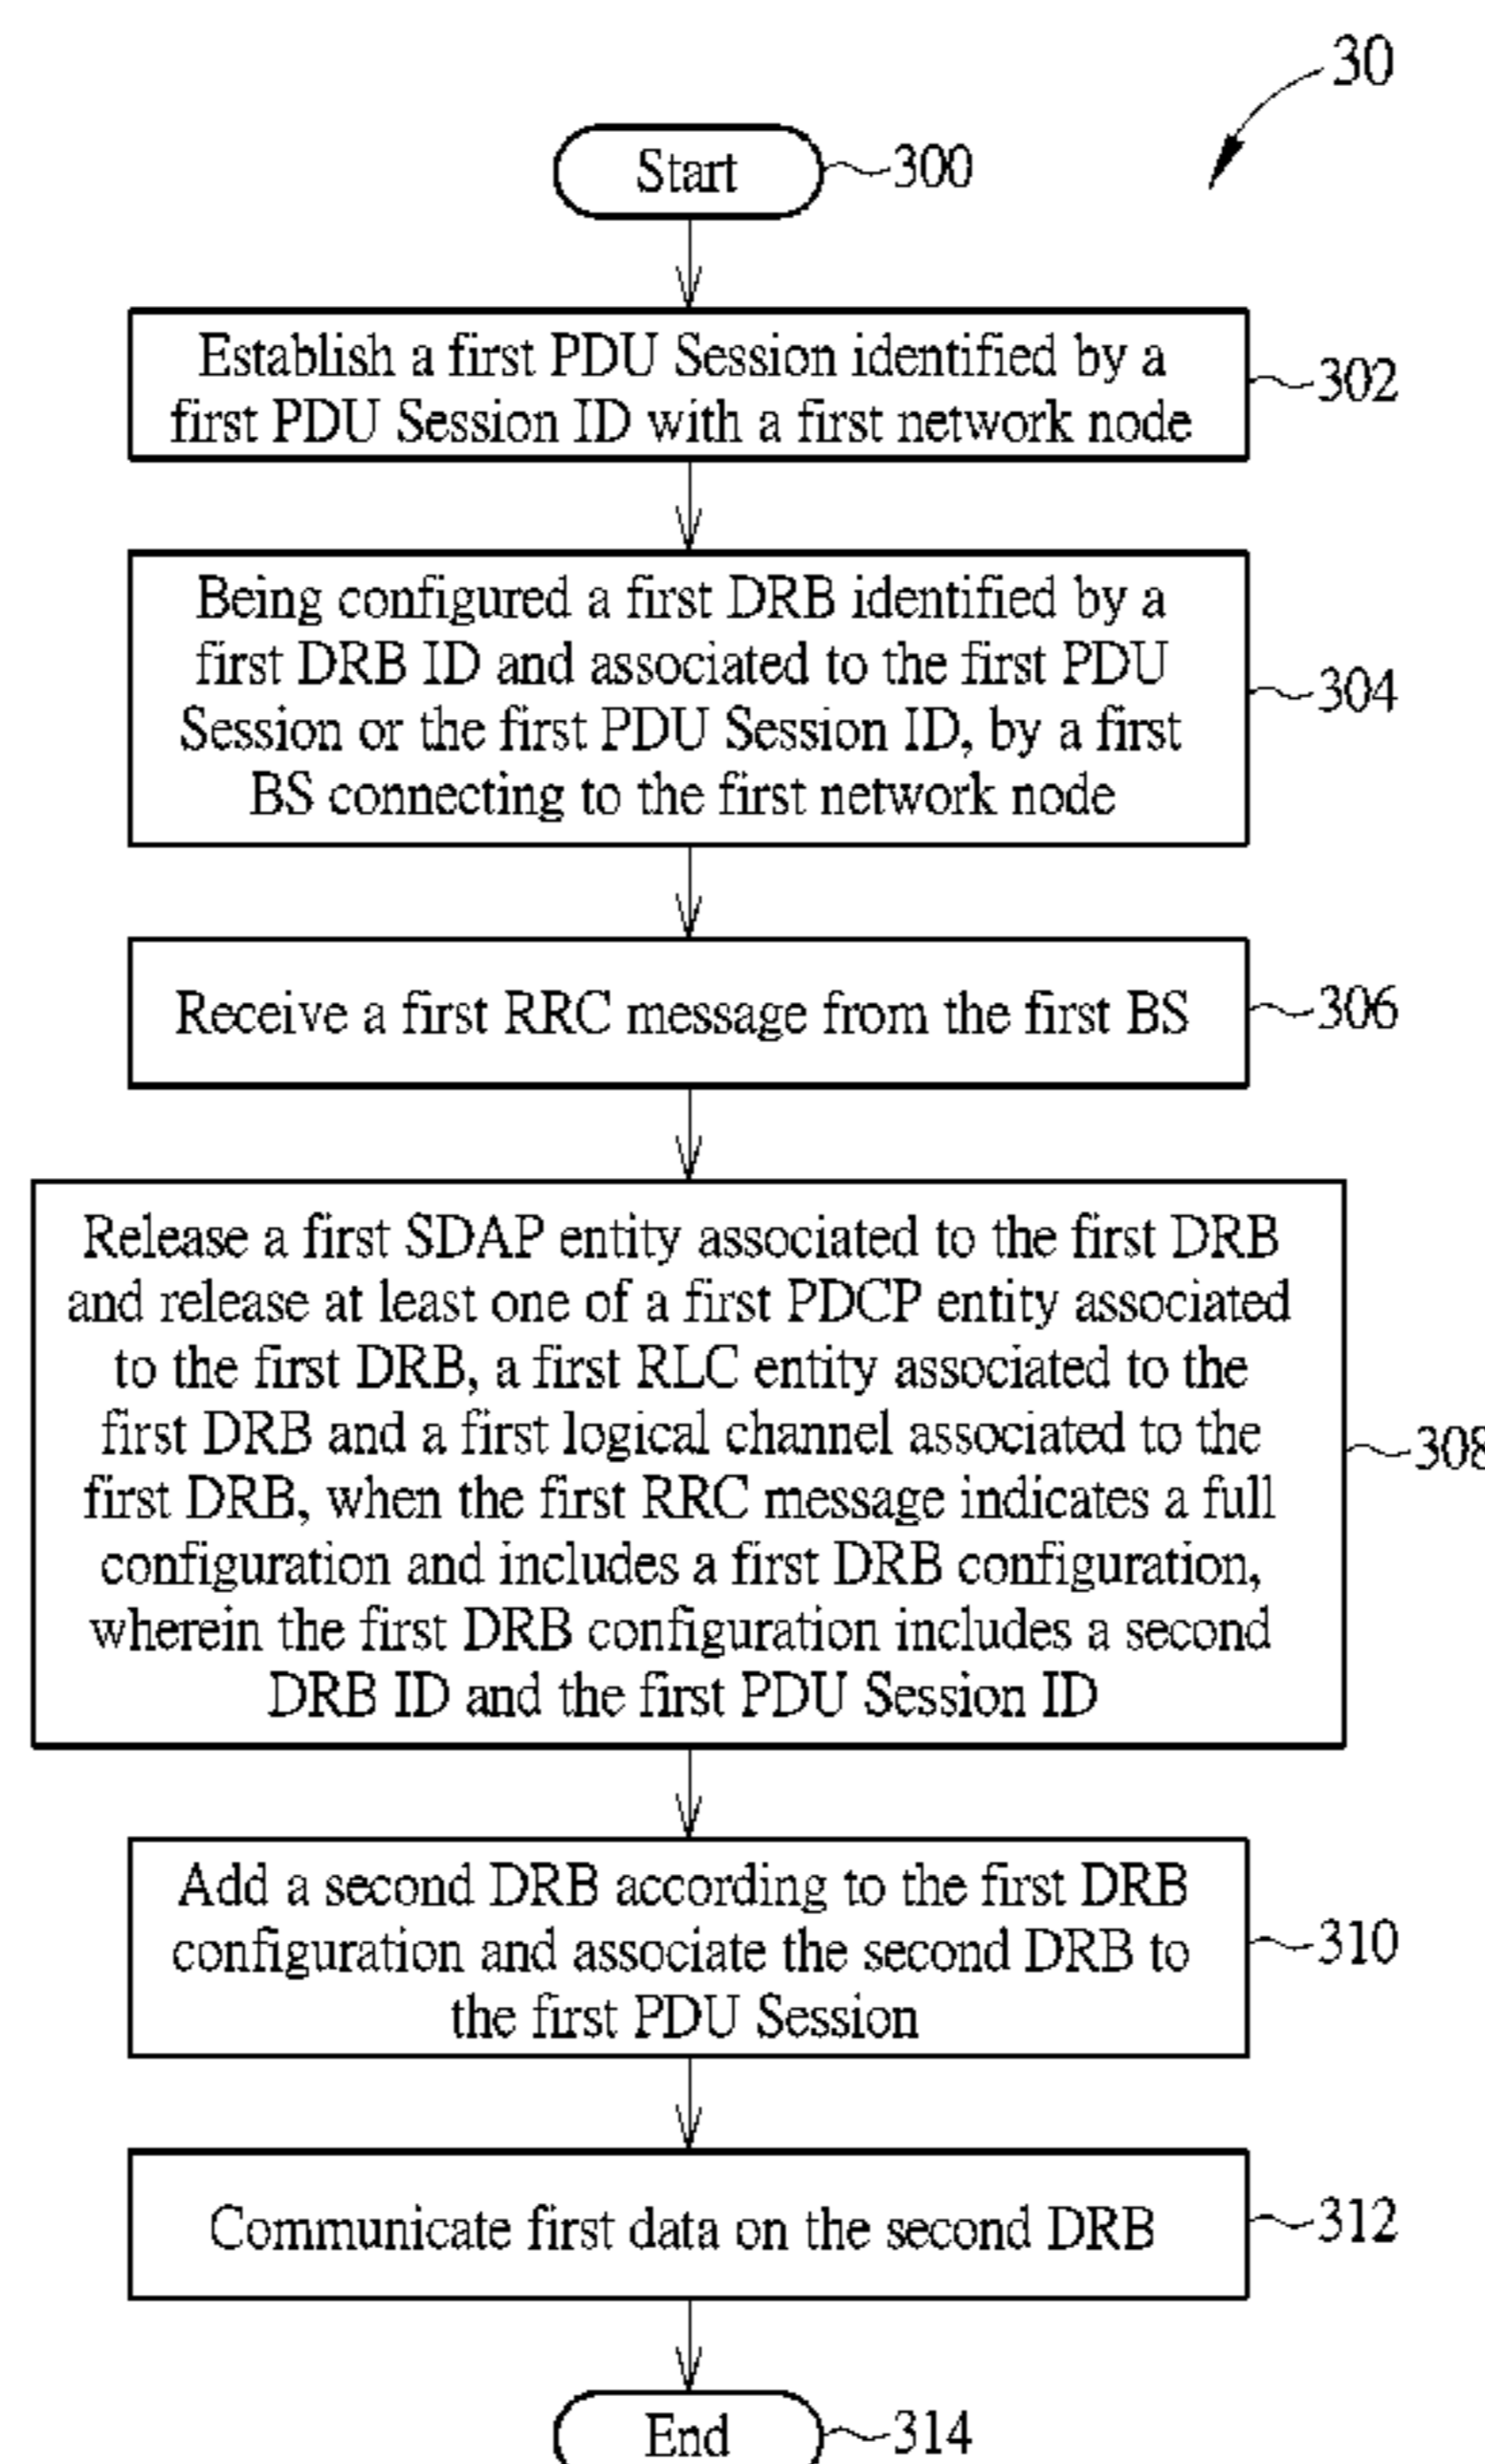 30
Start
300
Establish a first PDU Session identified by a
first PDU Session ID with a first network node
302
Being configured a first DRB identified by a
first DRB ID and associated to the first PDU
Session or the first PDU Session ID, by a first
BS connecting to the first network node
304
Receive a first RRC message from the first BS
306
Release a first SDAP entity associated to the first DRB
and release at least one of a first PDCP entity associated
to the first DRB, a first RLC entity associated to the
first DRB and a first logical channel associated to the
first DRB, when the first RRC message indicates a full
configuration and includes a first DRB configuration,
wherein the first DRB configuration includes a second
DRB ID and the first PDU Session ID
308
Add a second DRB according to the first DRB
configuration and associate the second DRB to
the first PDU Session
310
Communicate first data on the second DRB
312
End
314